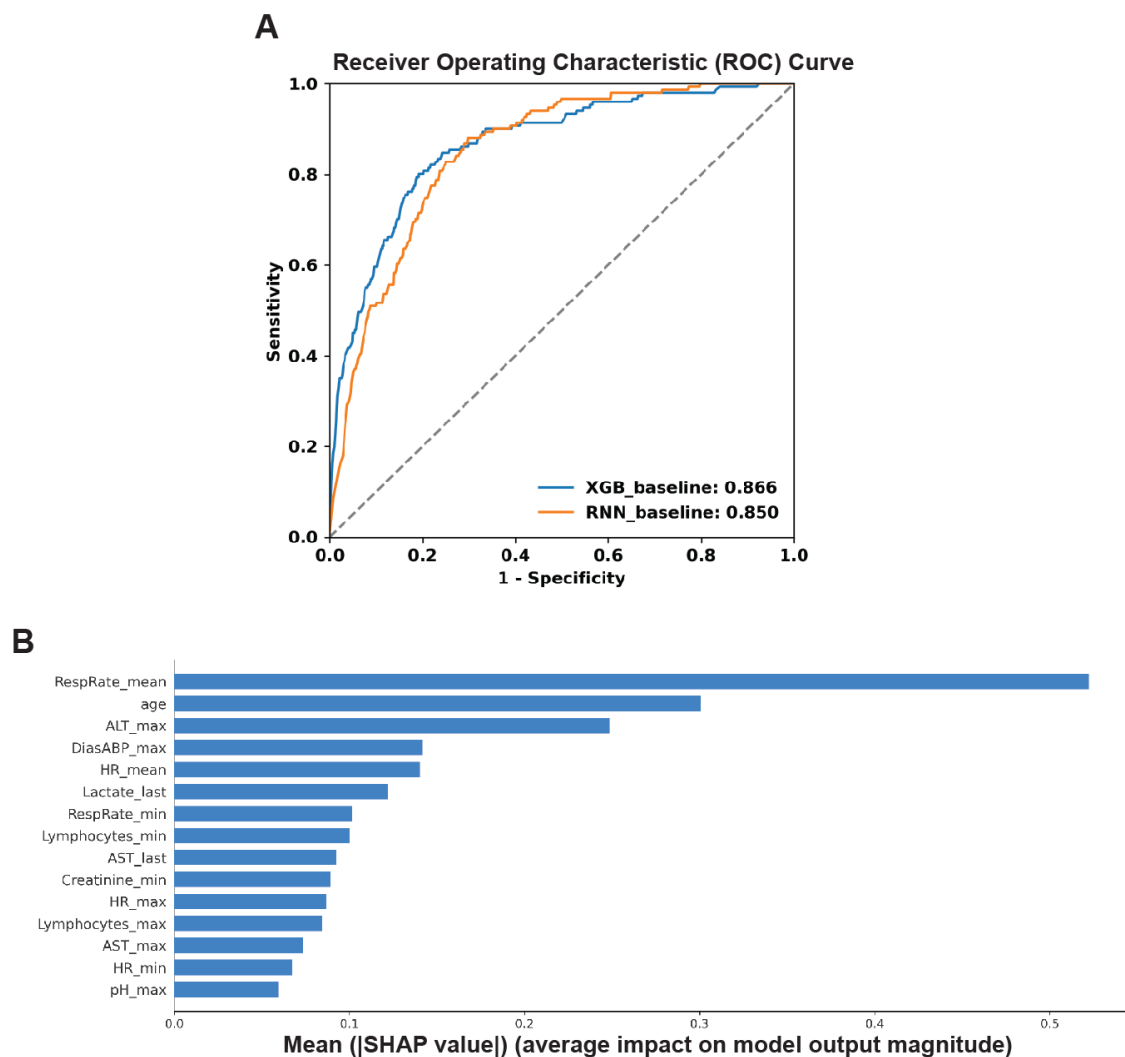 A
Receiver Operating Characteristic (ROC) Curve
1.0
0.8
0.6
0.4
0.2
0.0
Sensitivity
XGB_baseline: 0.866
RNN_baseline: 0.850
0.0 0.2 0.4 0.6 0.8 1.0
1 - Specificity
B
RespRate_mean
age
ALT_max
DiasABP_max
HR_mean
Lactate_last
RespRate_min
Lymphocytes_min
AST_last
Creatinine_min
HR_max
Lymphocytes_max
AST_max
HR_min
pH_max
0.0 0.1 0.2 0.3 0.4 0.5
Mean (|SHAP value|) (average impact on model output magnitude)